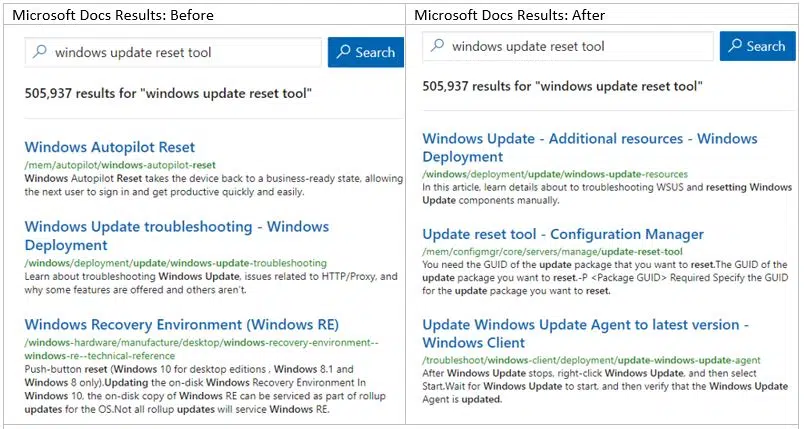 Microsoft Docs Results: Before
windows update reset tool
Search
505,937 results for "windows update reset tool"
Windows Autopilot Reset
/mem/autopilot/windows-autopilot-reset
Windows Autopilot Reset takes the device back to a business-ready state, allowing
the next user to sign in and get productive quickly and easily.
Windows Update troubleshooting - Windows
Deployment
/windows/deployment/update/windows-update-troubleshooting
Learn about troubleshooting Windows Update, issues related to HTTP/Proxy, and
why some features are offered and others aren't.
Windows Recovery Environment (Windows RE)
/windows-hardware/manufacture/desktop/windows-recovery-environment--
windows-re--technical-reference
Push-button reset (Windows 10 for desktop editions , Windows 8.1 and
Windows 8 only).Updating the on-disk Windows Recovery Environment In
Windows 10, the on-disk copy of Windows RE can be serviced as part of rollup
updates for the OS.Not all rollup updates will service Windows RE.
Microsoft Docs Results: After
windows update reset tool
Search
505,937 results for "windows update reset tool"
Windows Update - Additional resources - Windows
Deployment
/windows/deployment/update/windows-update-resources
In this article, learn details about to troubleshooting WSUS and resetting Windows
Update components manually.
Update reset tool - Configuration Manager
/mem/configmgr/core/servers/manage/update-reset-tool
You need the GUID of the update package that you want to reset.The GUID of the
update package you want to reset.-P <Package GUID> Required Specify the GUID
for the update package you want to reset.
Update Windows Update Agent to latest version -
Windows Client
/troubleshoot/windows-client/deployment/update-windows-update-agent
After Windows Update stops, right-click Windows Update, and then select
Start.Wait for Windows Update to start, and then verify that the Windows Update
Agent is updated.